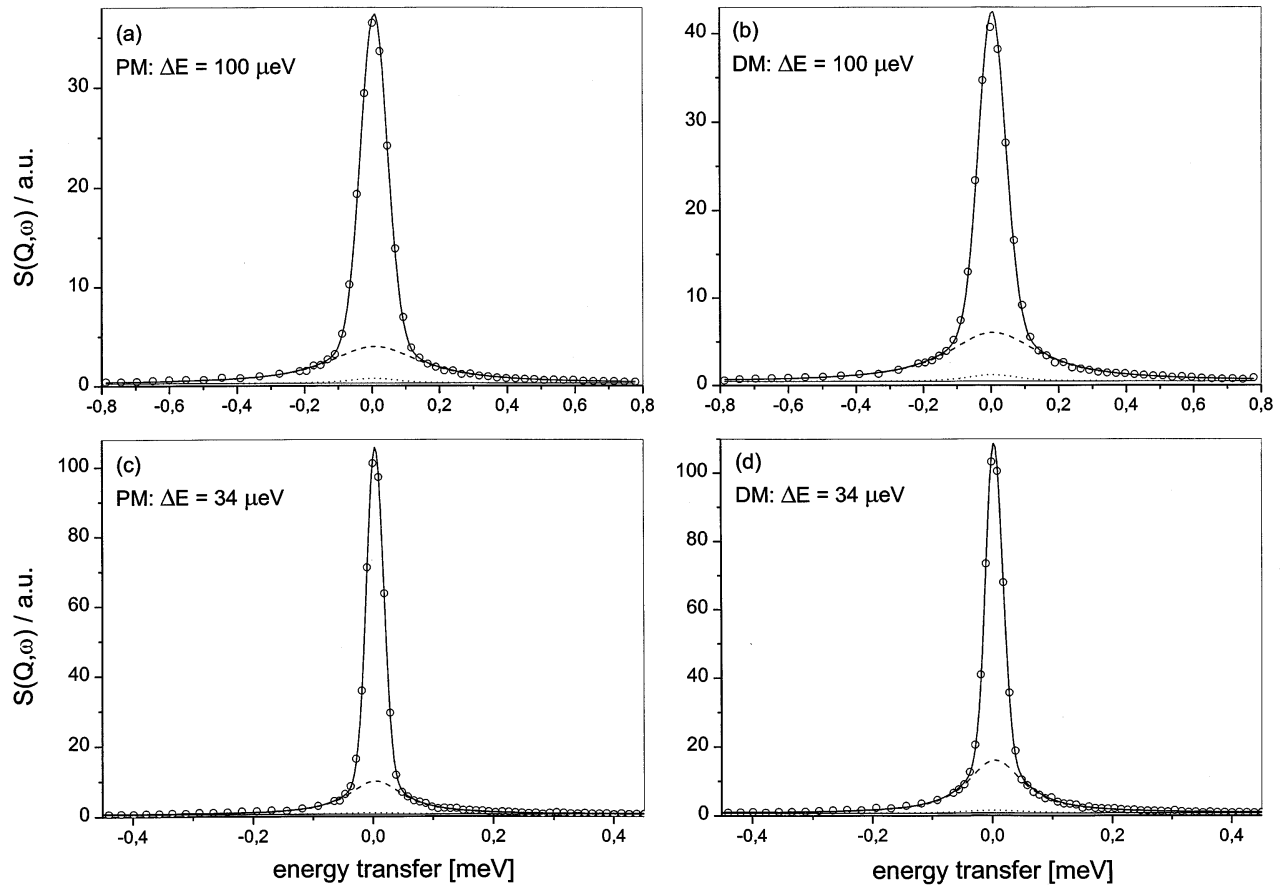 (a)
PM: ΔE = 100 μeV
S(Q,ω) / a.u.
30
20
10
0
-0,8 -0,6 -0,4 -0,2 0,0 0,2 0,4 0,6 0,8
(b)
DM: ΔE = 100 μeV
40
30
20
10
0
-0,8 -0,6 -0,4 -0,2 0,0 0,2 0,4 0,6 0,8
(c)
PM: ΔE = 34 μeV
S(Q,ω) / a.u.
100
80
60
40
20
0
-0,4 -0,2 0,0 0,2 0,4
energy transfer [meV]
(d)
DM: ΔE = 34 μeV
100
80
60
40
20
0
-0,4 -0,2 0,0 0,2 0,4
energy transfer [meV]